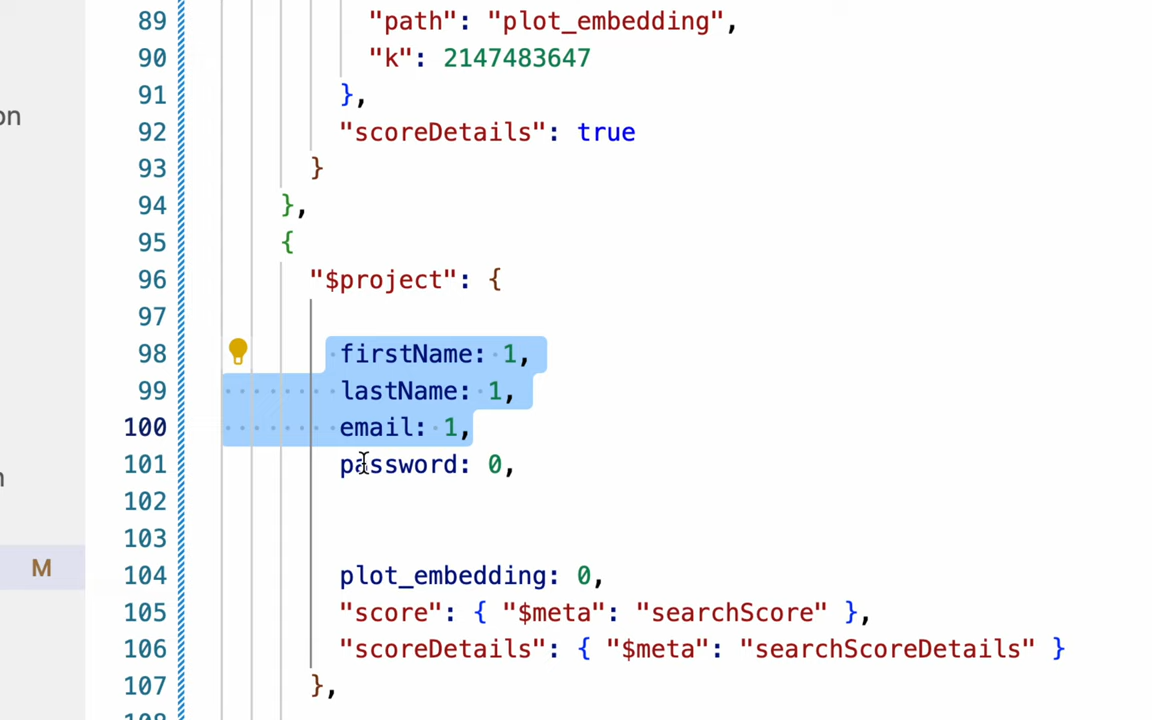 89 "path": "plot_embedding",
90 "k": 2147483647
91 },
on
92 "scoreDetails": true
93 }
94 },
95 {
96 "$project": {
97
98 firstName: 1,
99 lastName: 1,
100 email: 1,
101 password: 0,
n
102
103
M
104 plot_embedding: 0,
105 "score": { "$meta": "searchScore" },
106 "scoreDetails": { "$meta": "searchScoreDetails" }
107 },
108